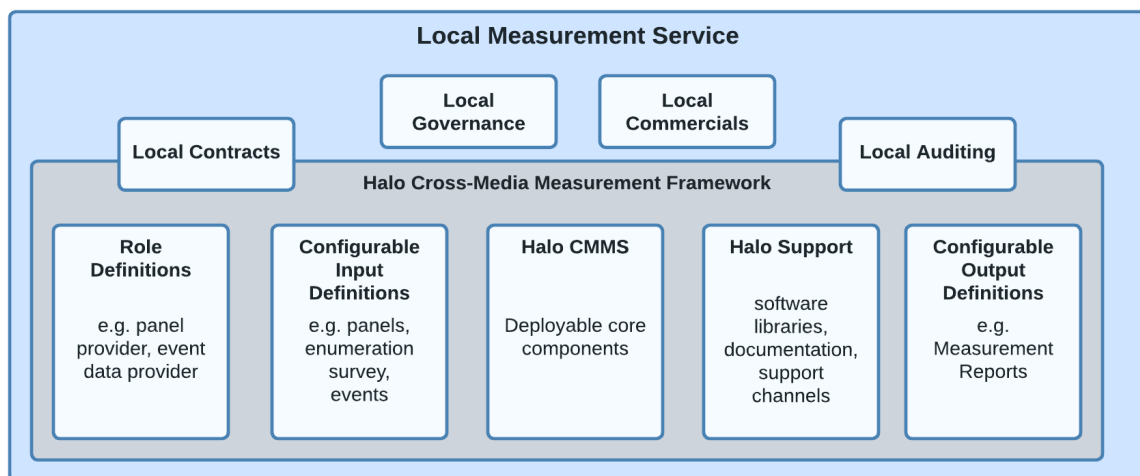 Local Measurement Service
Local
Governance
Local
Commercials
Local Contracts
Local Auditing
Halo Cross-Media Measurement Framework
Role
Definitions
e.g. panel
provider, event
data provider
Configurable
Input
Definitions
e.g. panels,
enumeration
survey,
events
Halo CMMS
Deployable core
components
Halo Support
software
libraries,
documentation,
support
channels
Configurable
Output
Definitions
e.g.
Measurement
Reports